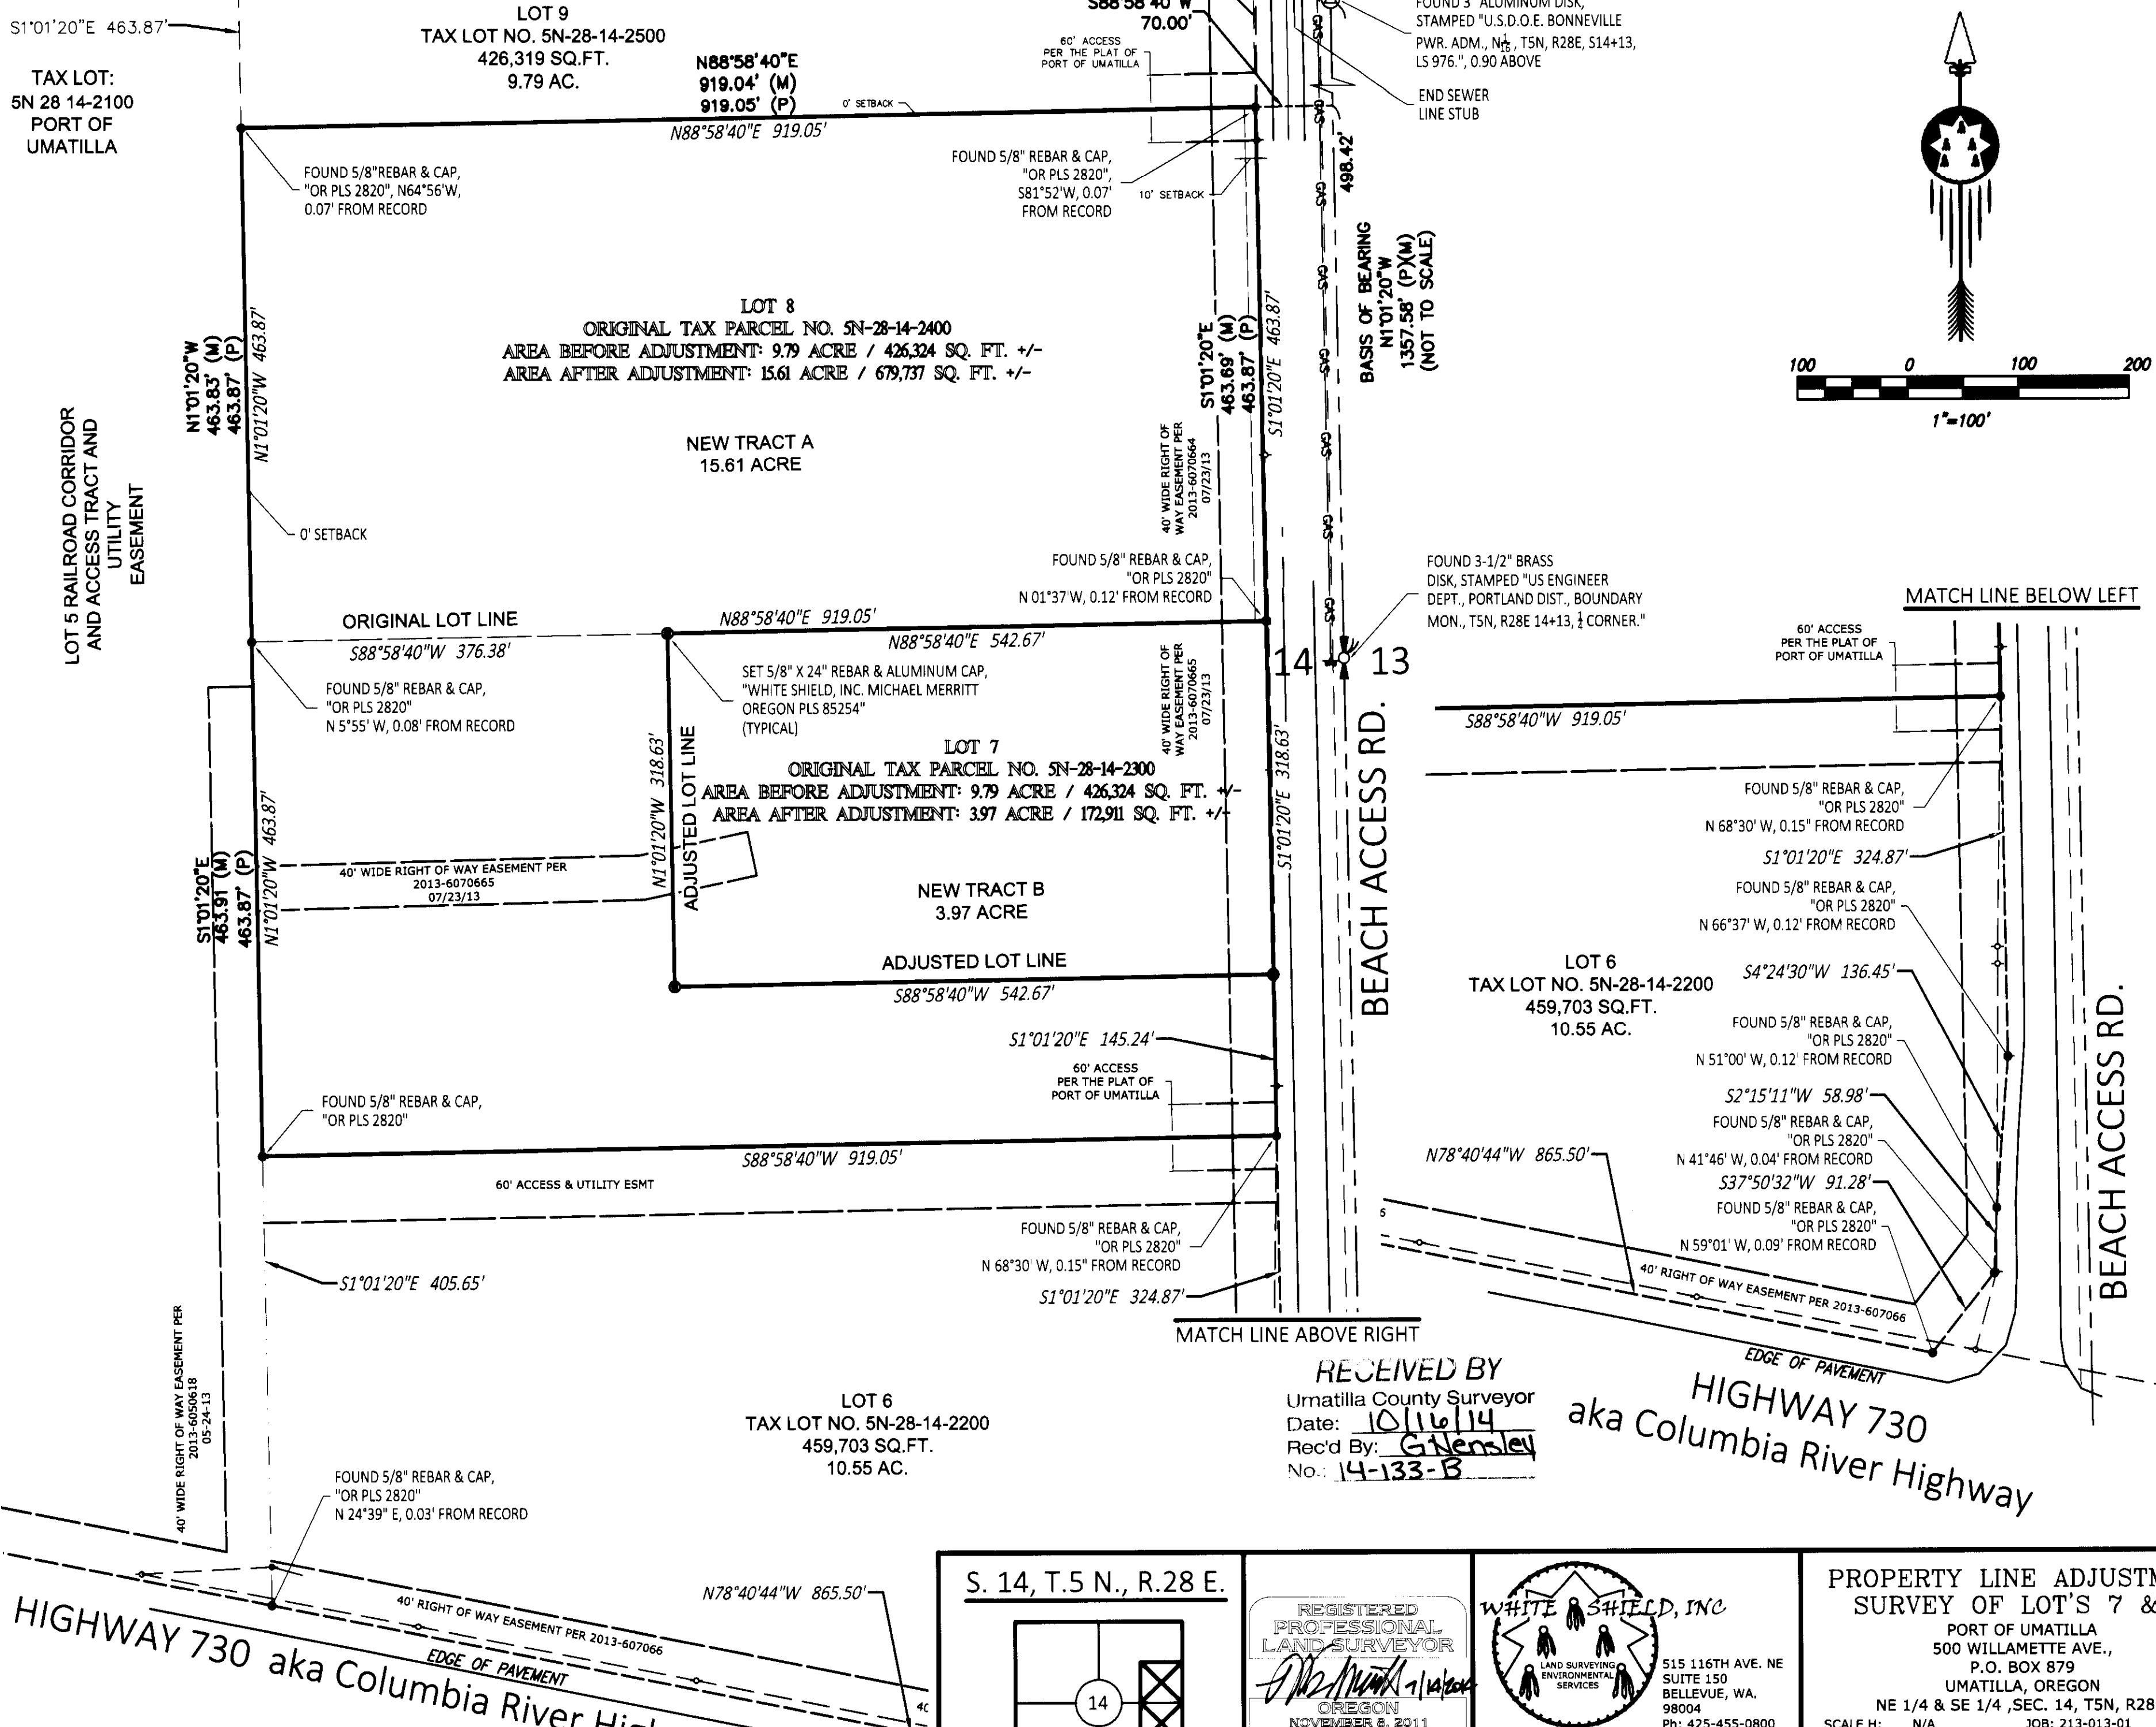 S1°01'20"E 463.87'
TAX LOT:
5N 28 14-2100
PORT OF
UMATILLA
LOT 9
TAX LOT NO. 5N-28-14-2500
426,319 SQ.FT.
9.79 AC.
N88°58'40"E
919.04' (M)
919.05' (P)
0' SETBACK
N88°58'40"E 919.05'
S88°58'40"W
70.00'
60' ACCESS
PER THE PLAT OF
PORT OF UMATILLA
FOUND 3" ALUMINUM DISK,
STAMPED "U.S.D.O.E. BONNEVILLE
PWR. ADM., N1/16, T5N, R28E, S14+13,
LS 976.", 0.90 ABOVE
END SEWER
LINE STUB
498.42'
FOUND 5/8"REBAR & CAP,
"OR PLS 2820", N64°56'W,
0.07' FROM RECORD
FOUND 5/8" REBAR & CAP,
"OR PLS 2820",
S81°52'W, 0.07'
FROM RECORD
10' SETBACK
GAS
GAS
GAS
GAS
GAS
GAS
GAS
GAS
BASIS OF BEARING
N1°01'20"W
1357.58' (P)(M)
(NOT TO SCALE)
100 0 100 200
1"=100'
LOT 8
ORIGINAL TAX PARCEL NO. 5N-28-14-2400
AREA BEFORE ADJUSTMENT: 9.79 ACRE / 426,324 SQ. FT. +/-
AREA AFTER ADJUSTMENT: 15.61 ACRE / 679,737 SQ. FT. +/-
NEW TRACT A
15.61 ACRE
N1°01'20"W
463.83' (M)
463.87' (P)
N1°01'20"W 463.87'
S1°01'20"E
463.69' (M)
463.87' (P)
S1°01'20"E 463.87'
LOT 5 RAILROAD CORRIDOR
AND ACCESS TRACT AND
UTILITY
EASEMENT
0' SETBACK
40' WIDE RIGHT OF
WAY EASEMENT PER
2013-6070664
07/23/13
FOUND 5/8" REBAR & CAP,
"OR PLS 2820"
N 01°37'W, 0.12' FROM RECORD
ORIGINAL LOT LINE
S88°58'40"W 376.38'
N88°58'40"E 919.05'
N88°58'40"E 542.67'
FOUND 5/8" REBAR & CAP,
"OR PLS 2820"
N 5°55' W, 0.08' FROM RECORD
SET 5/8" X 24" REBAR & ALUMINUM CAP,
"WHITE SHIELD, INC. MICHAEL MERRITT
OREGON PLS 85254"
(TYPICAL)
40' WIDE RIGHT OF
WAY EASEMENT PER
2013-6070665
07/23/13
14 13
FOUND 3-1/2" BRASS
DISK, STAMPED "US ENGINEER
DEPT., PORTLAND DIST., BOUNDARY
MON., T5N, R28E 14+13, ¼ CORNER."
BEACH ACCESS RD.
LOT 7
ORIGINAL TAX PARCEL NO. 5N-28-14-2300
AREA BEFORE ADJUSTMENT: 9.79 ACRE / 426,324 SQ. FT. +/-
AREA AFTER ADJUSTMENT: 3.97 ACRE / 172,911 SQ. FT. +/-
N1°01'20"W 318.63'
ADJUSTED LOT LINE
S1°01'20"E 318.63'
S1°01'20"E
463.91 (M)
463.87' (P)
N1°01'20"W 463.87'
40' WIDE RIGHT OF WAY EASEMENT PER
2013-6070665
07/23/13
NEW TRACT B
3.97 ACRE
ADJUSTED LOT LINE
S88°58'40"W 542.67'
S1°01'20"E 145.24'
60' ACCESS
PER THE PLAT OF
PORT OF UMATILLA
FOUND 5/8" REBAR & CAP,
"OR PLS 2820"
S88°58'40"W 919.05'
60' ACCESS & UTILITY ESMT
FOUND 5/8" REBAR & CAP,
"OR PLS 2820"
N 68°30' W, 0.15" FROM RECORD
S1°01'20"E 324.87'
S1°01'20"E 405.65'
MATCH LINE ABOVE RIGHT
40' WIDE RIGHT OF WAY EASEMENT PER
2013-6050618
05-24-13
LOT 6
TAX LOT NO. 5N-28-14-2200
459,703 SQ.FT.
10.55 AC.
FOUND 5/8" REBAR & CAP,
"OR PLS 2820"
N 24°39" E, 0.03' FROM RECORD
N78°40'44"W 865.50'
40' RIGHT OF WAY EASEMENT PER 2013-607066
40
EDGE OF PAVEMENT
HIGHWAY 730 aka Columbia River High
MATCH LINE BELOW LEFT
60' ACCESS
PER THE PLAT OF
PORT OF UMATILLA
S88°58'40"W 919.05'
FOUND 5/8" REBAR & CAP,
"OR PLS 2820"
N 68°30' W, 0.15" FROM RECORD
S1°01'20"E 324.87'
FOUND 5/8" REBAR & CAP,
"OR PLS 2820"
N 66°37' W, 0.12' FROM RECORD
LOT 6
TAX LOT NO. 5N-28-14-2200
459,703 SQ.FT.
10.55 AC.
S4°24'30"W 136.45'
FOUND 5/8" REBAR & CAP,
"OR PLS 2820"
N 51°00' W, 0.12' FROM RECORD
S2°15'11"W 58.98'
FOUND 5/8" REBAR & CAP,
"OR PLS 2820"
N 41°46' W, 0.04' FROM RECORD
N78°40'44"W 865.50'
S37°50'32"W 91.28'
FOUND 5/8" REBAR & CAP,
"OR PLS 2820"
N 59°01' W, 0.09' FROM RECORD
6
40' RIGHT OF WAY EASEMENT PER 2013-607066
EDGE OF PAVEMENT
BEACH ACCESS RD.
HIGHWAY 730
aka Columbia River Highway
RECEIVED BY
Umatilla County Surveyor
Date: 10/16/14
Rec'd By: G Hensley
No.: 14-133-B
S. 14, T.5 N., R.28 E.
14
REGISTERED
PROFESSIONAL
LAND SURVEYOR
OREGON
NOVEMBER 8, 2011
WHITE SHIELD, INC
LAND SURVEYING
ENVIRONMENTAL
SERVICES
515 116TH AVE. NE
SUITE 150
BELLEVUE, WA.
98004
Ph: 425-455-0800
PROPERTY LINE ADJUSTM
SURVEY OF LOT'S 7 &
PORT OF UMATILLA
500 WILLAMETTE AVE.,
P.O. BOX 879
UMATILLA, OREGON
NE 1/4 & SE 1/4 ,SEC. 14, T5N, R28
SCALE H: N/A JOB: 213-013-01